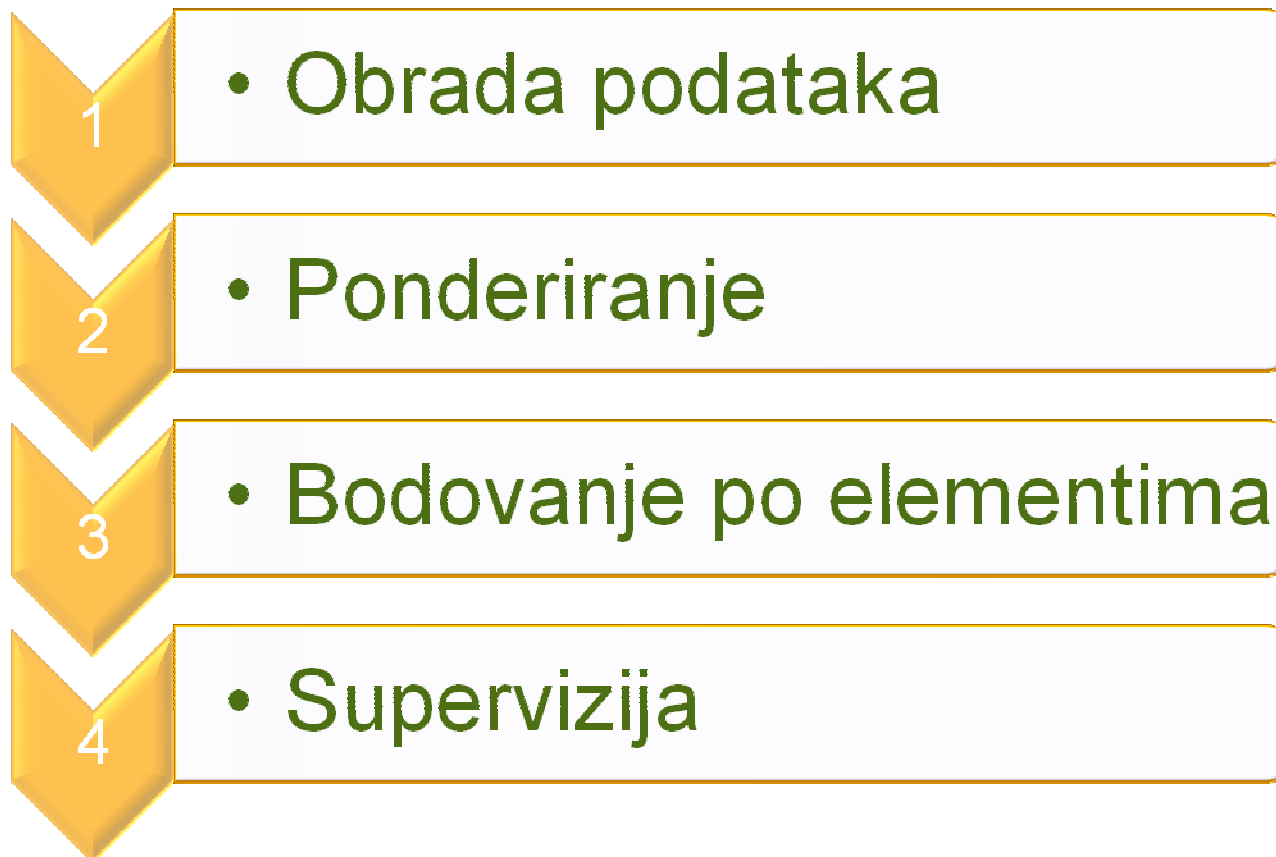 1
• Obrada podataka
2
• Ponderiranje
3
• Bodovanje po elementima
4
• Supervizija